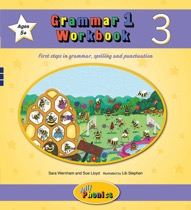 Ages
5+
Grammar 1
Workbook
3
First steps in grammar, spelling and punctuation
Sara Wernham and Sue Lloyd
Illustrated by Lib Stephen
Jolly
Phonics